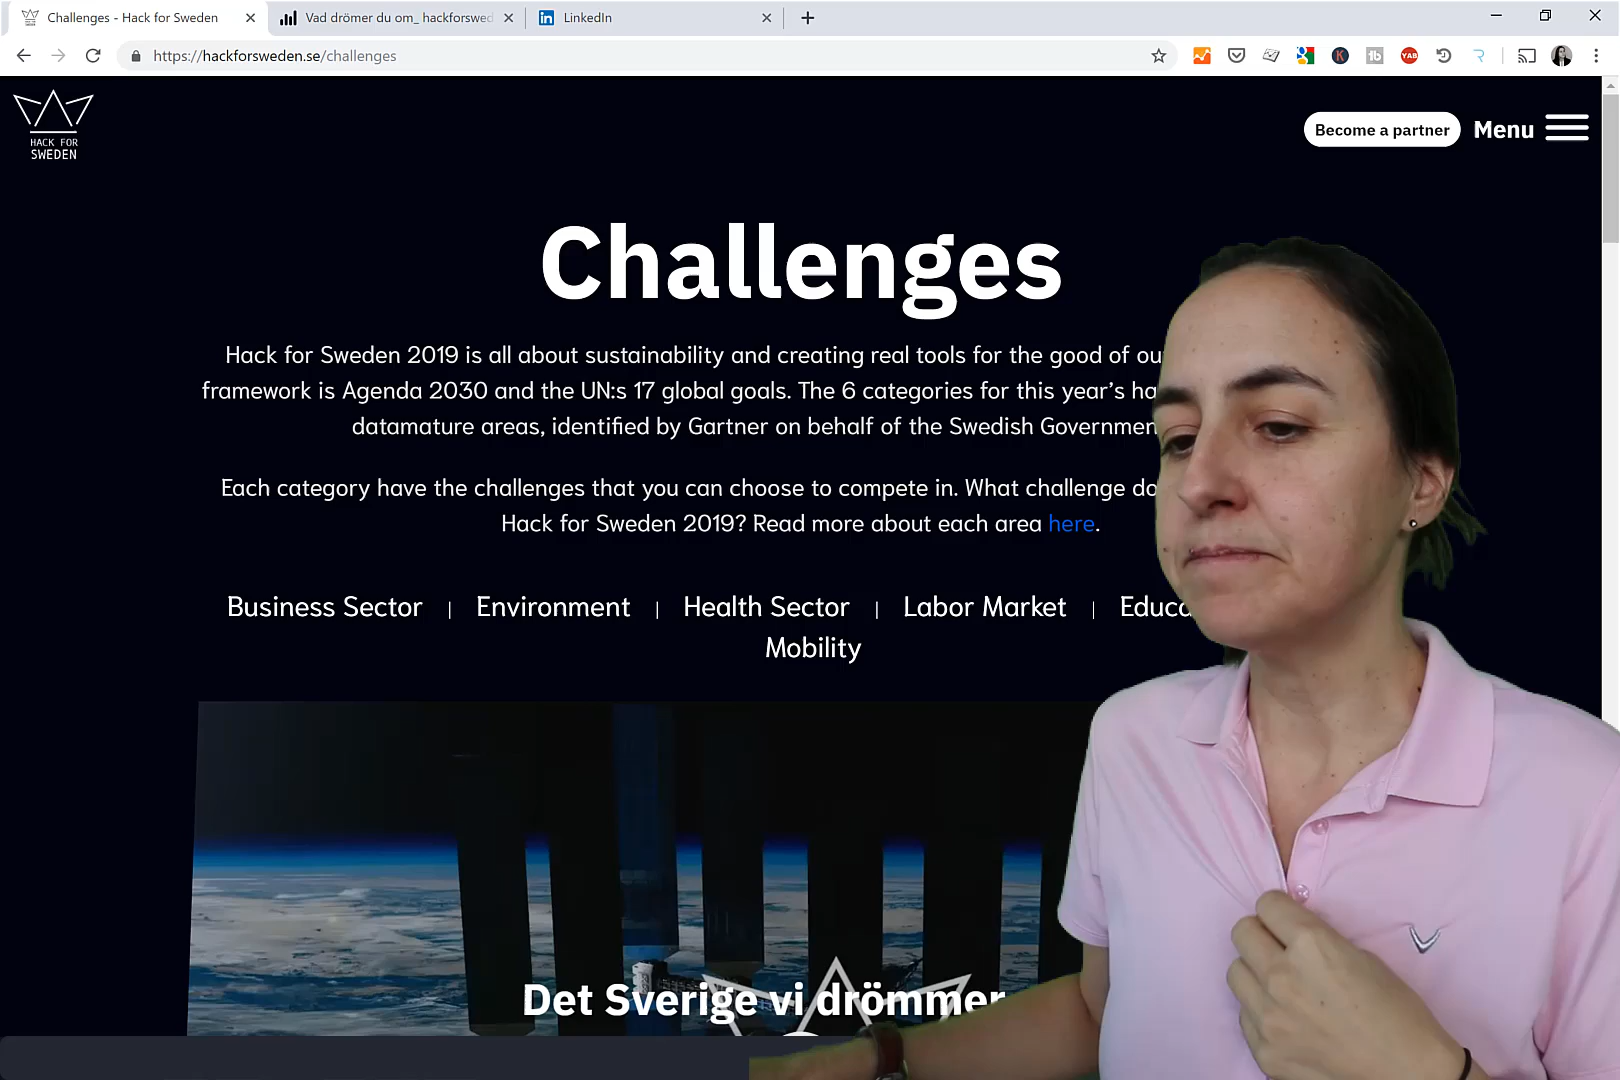 Challenges - Hack for Sweden
Vad drömer du om_ hackforswed
LinkedIn
https://hackforsweden.se/challenges
HACK FOR
SWEDEN
Become a partner
Menu
Challenges
Hack for Sweden 2019 is all about sustainability and creating real tools for the good of ou
framework is Agenda 2030 and the UN:s 17 global goals. The 6 categories for this year's ha
datamature areas, identified by Gartner on behalf of the Swedish Governmen
Each category have the challenges that you can choose to compete in. What challenge do
Hack for Sweden 2019? Read more about each area here.
Business Sector | Environment | Health Sector | Labor Market | Educa
Mobility
Det Sverige vi drömmer